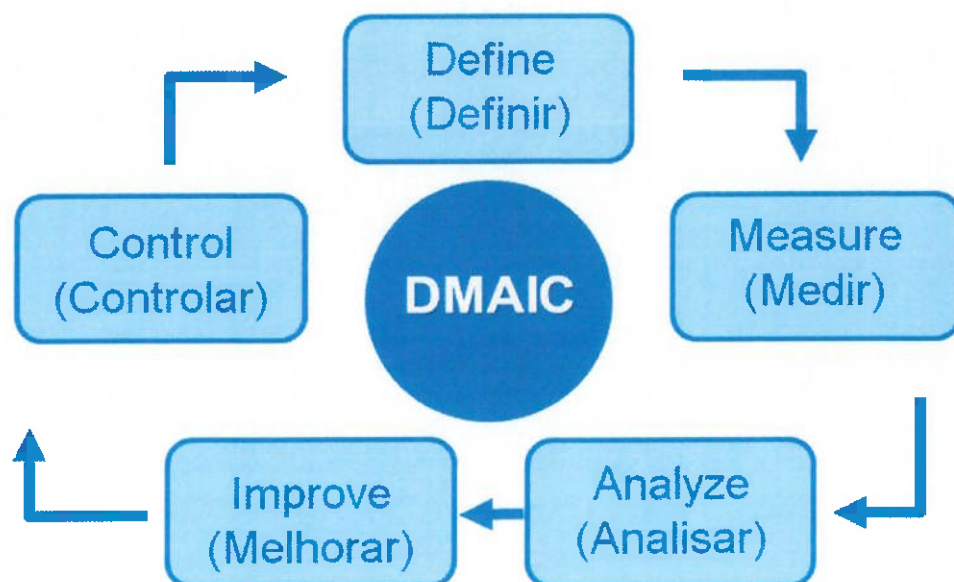 Define
(Definir)
Measure
(Medir)
Analyze
(Analisar)
Improve
(Melhorar)
Control
(Controlar)
DMAIC